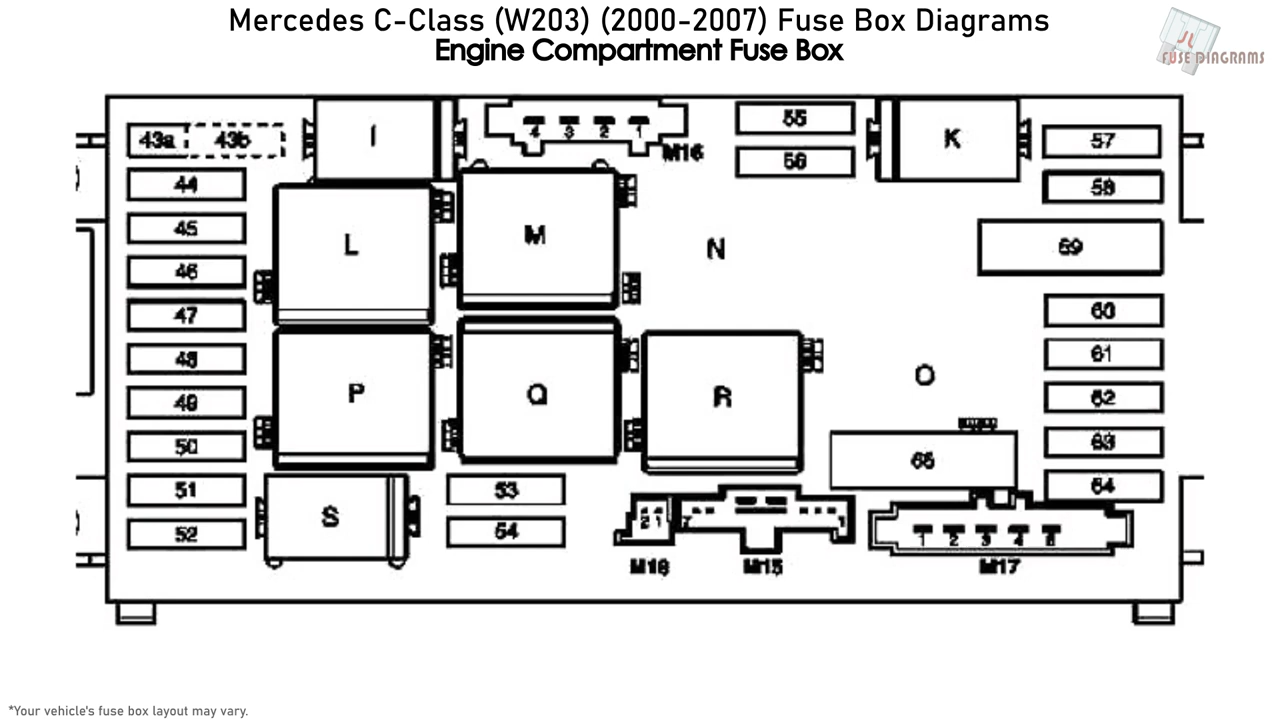 Mercedes C-Class (W203) (2000-2007) Fuse Box Diagrams
Engine Compartment Fuse Box
JL
FUSE DIAGRAMS
43a 43b
I
4 3 2 1
M16
55
56
K
57
58
44
45
46
47
48
49
50
51
52
L
M
N
59
60
61
62
63
64
P
Q
R
O
65
S
53
54
2 1
M18
7 1
M15
1 2 3 4 5
M17
*Your vehicle's fuse box layout may vary.